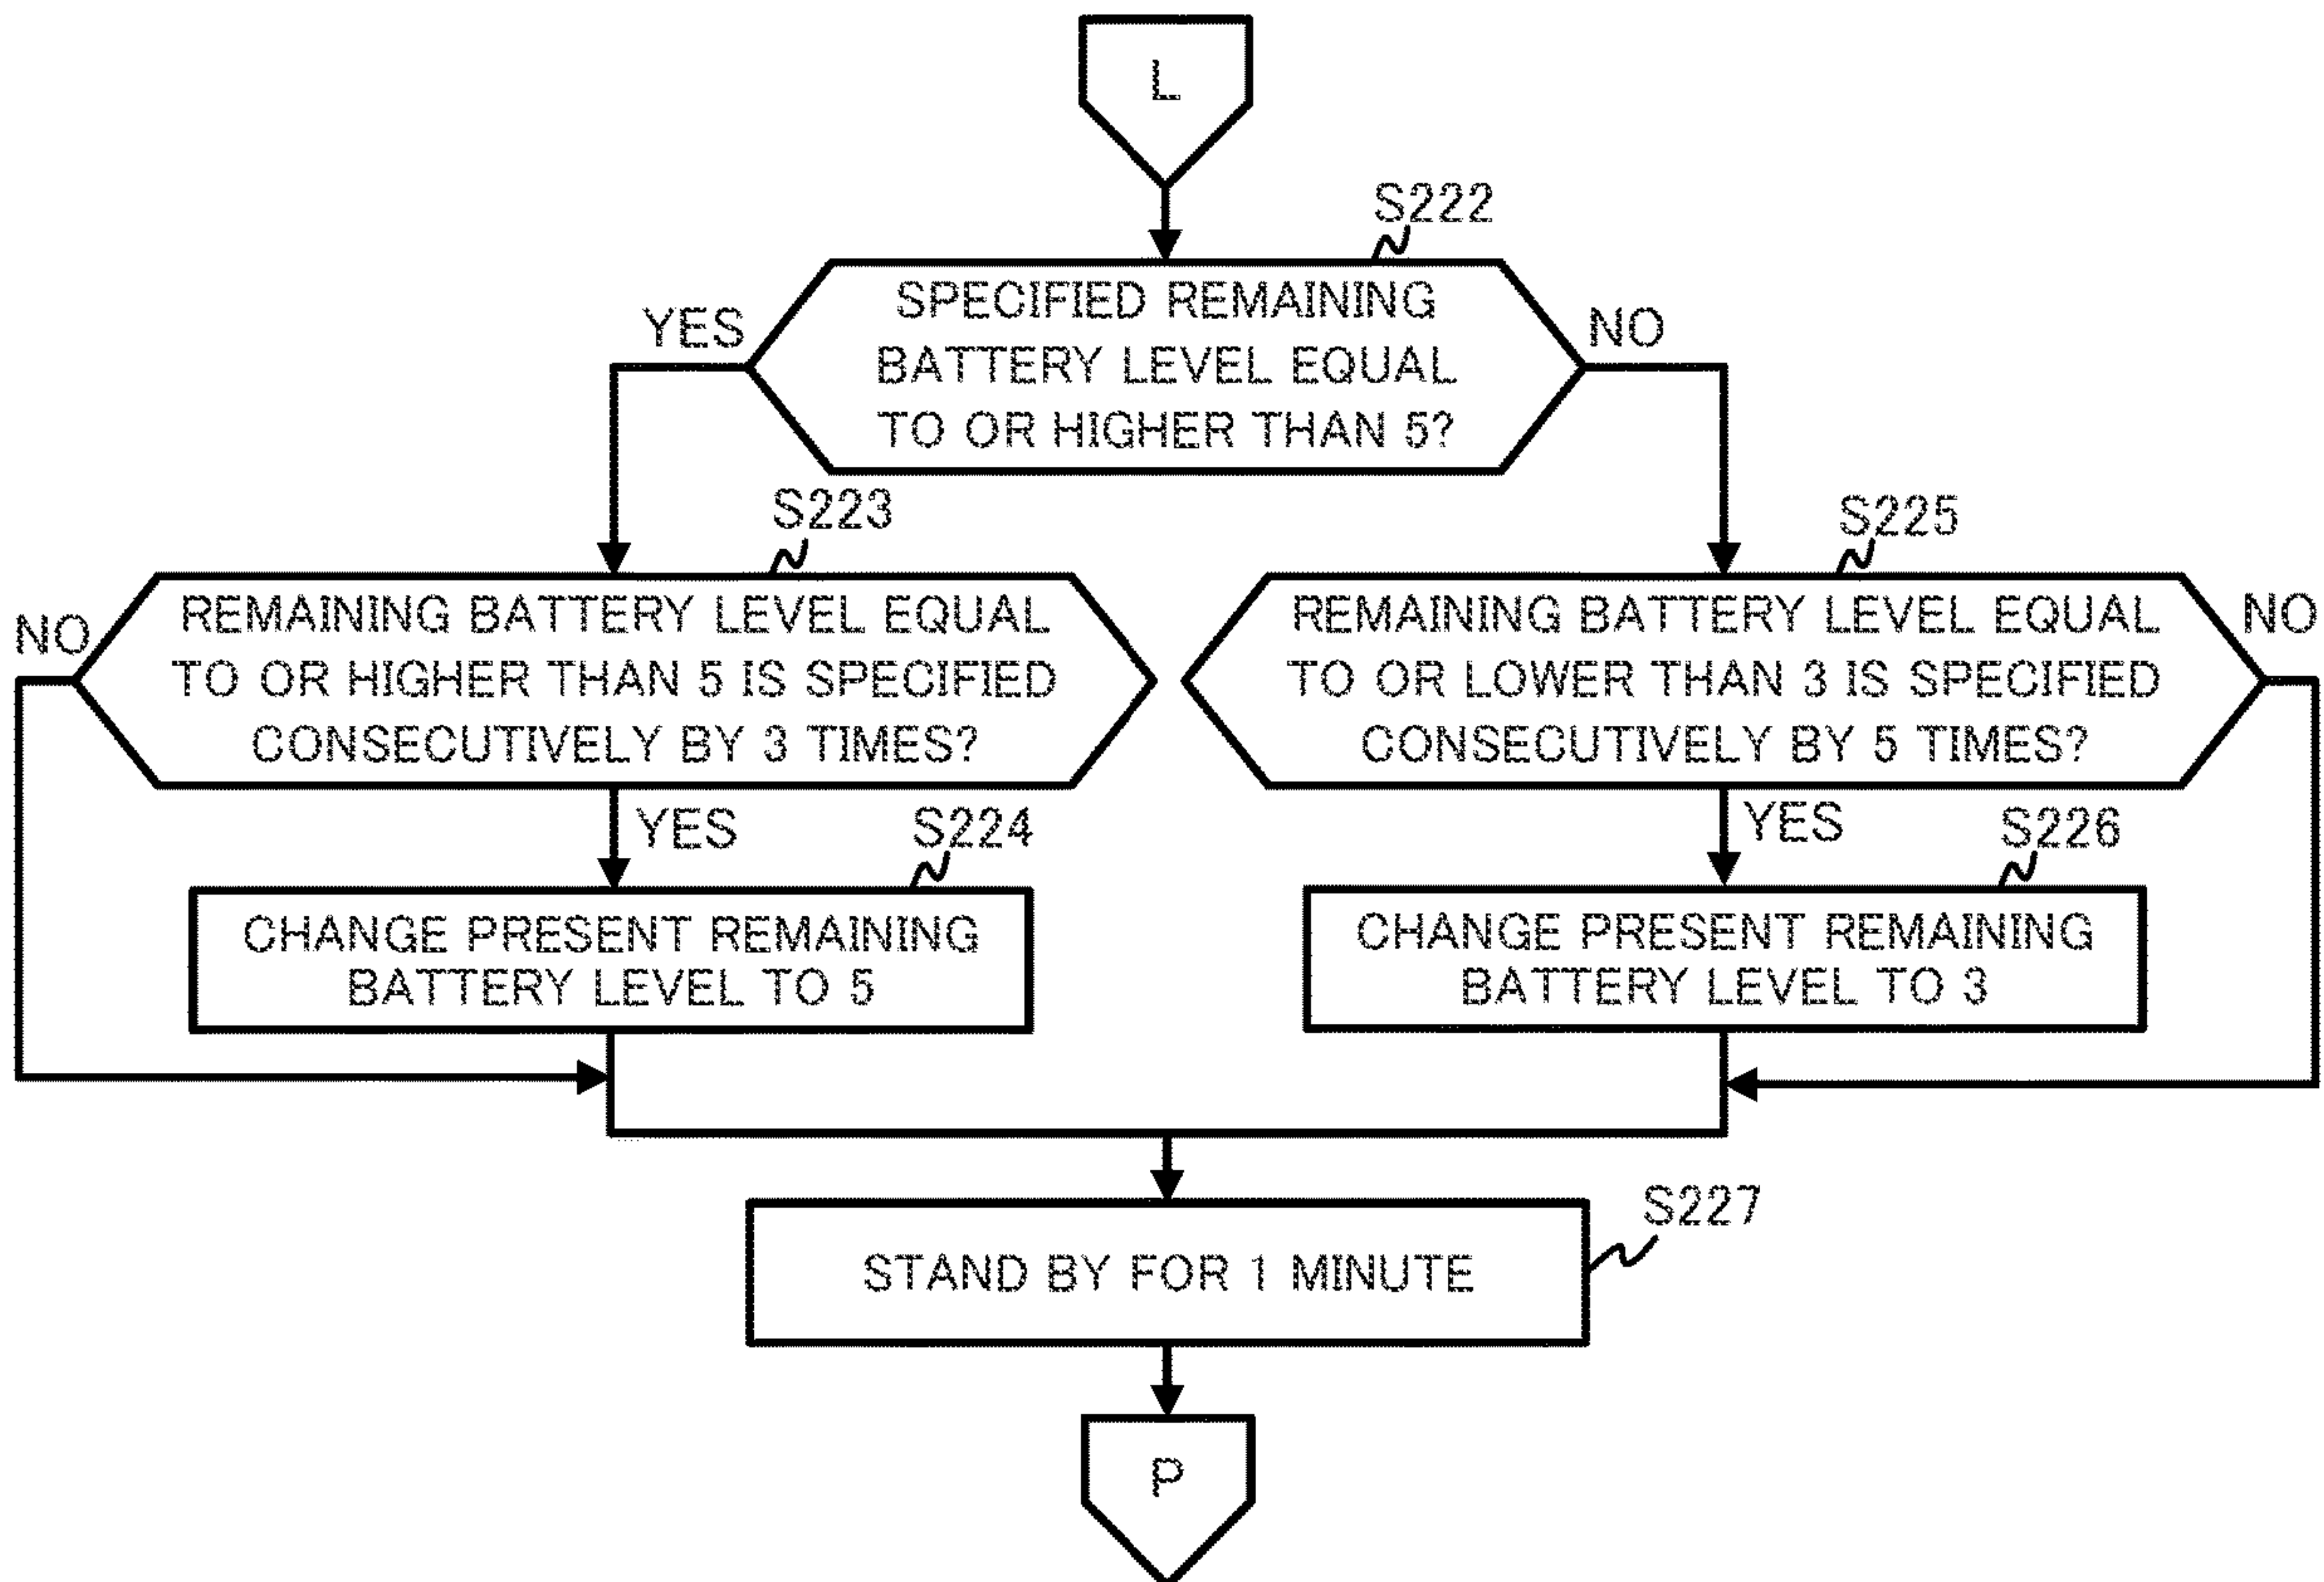 L
S222
YES
SPECIFIED REMAINING
BATTERY LEVEL EQUAL
TO OR HIGHER THAN 5?
NO
S223
NO
REMAINING BATTERY LEVEL EQUAL
TO OR HIGHER THAN 5 IS SPECIFIED
CONSECUTIVELY BY 3 TIMES?
S225
REMAINING BATTERY LEVEL EQUAL
TO OR LOWER THAN 3 IS SPECIFIED
CONSECUTIVELY BY 5 TIMES?
NO
YES
S224
CHANGE PRESENT REMAINING
BATTERY LEVEL TO 5
YES
S226
CHANGE PRESENT REMAINING
BATTERY LEVEL TO 3
S227
STAND BY FOR 1 MINUTE
P